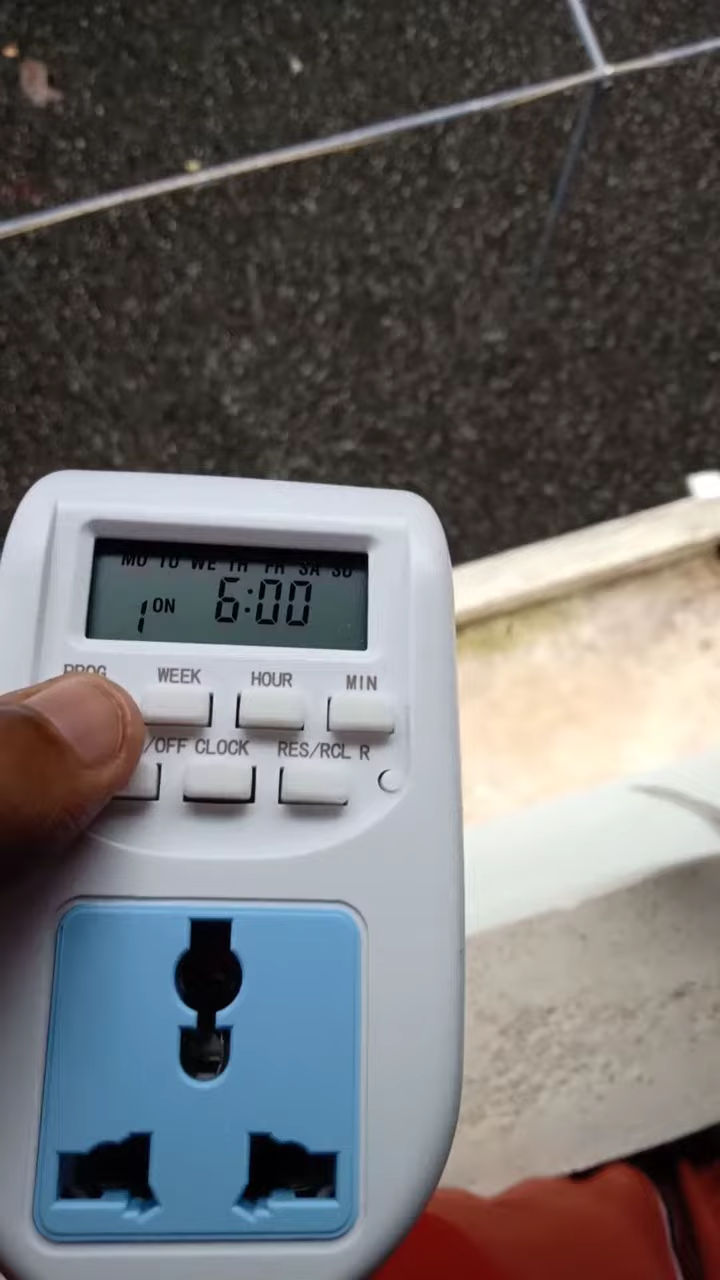 MO TU WE TH FR SA SU
1 ON 6:00
PROG WEEK HOUR MIN
/OFF CLOCK RES/RCL R